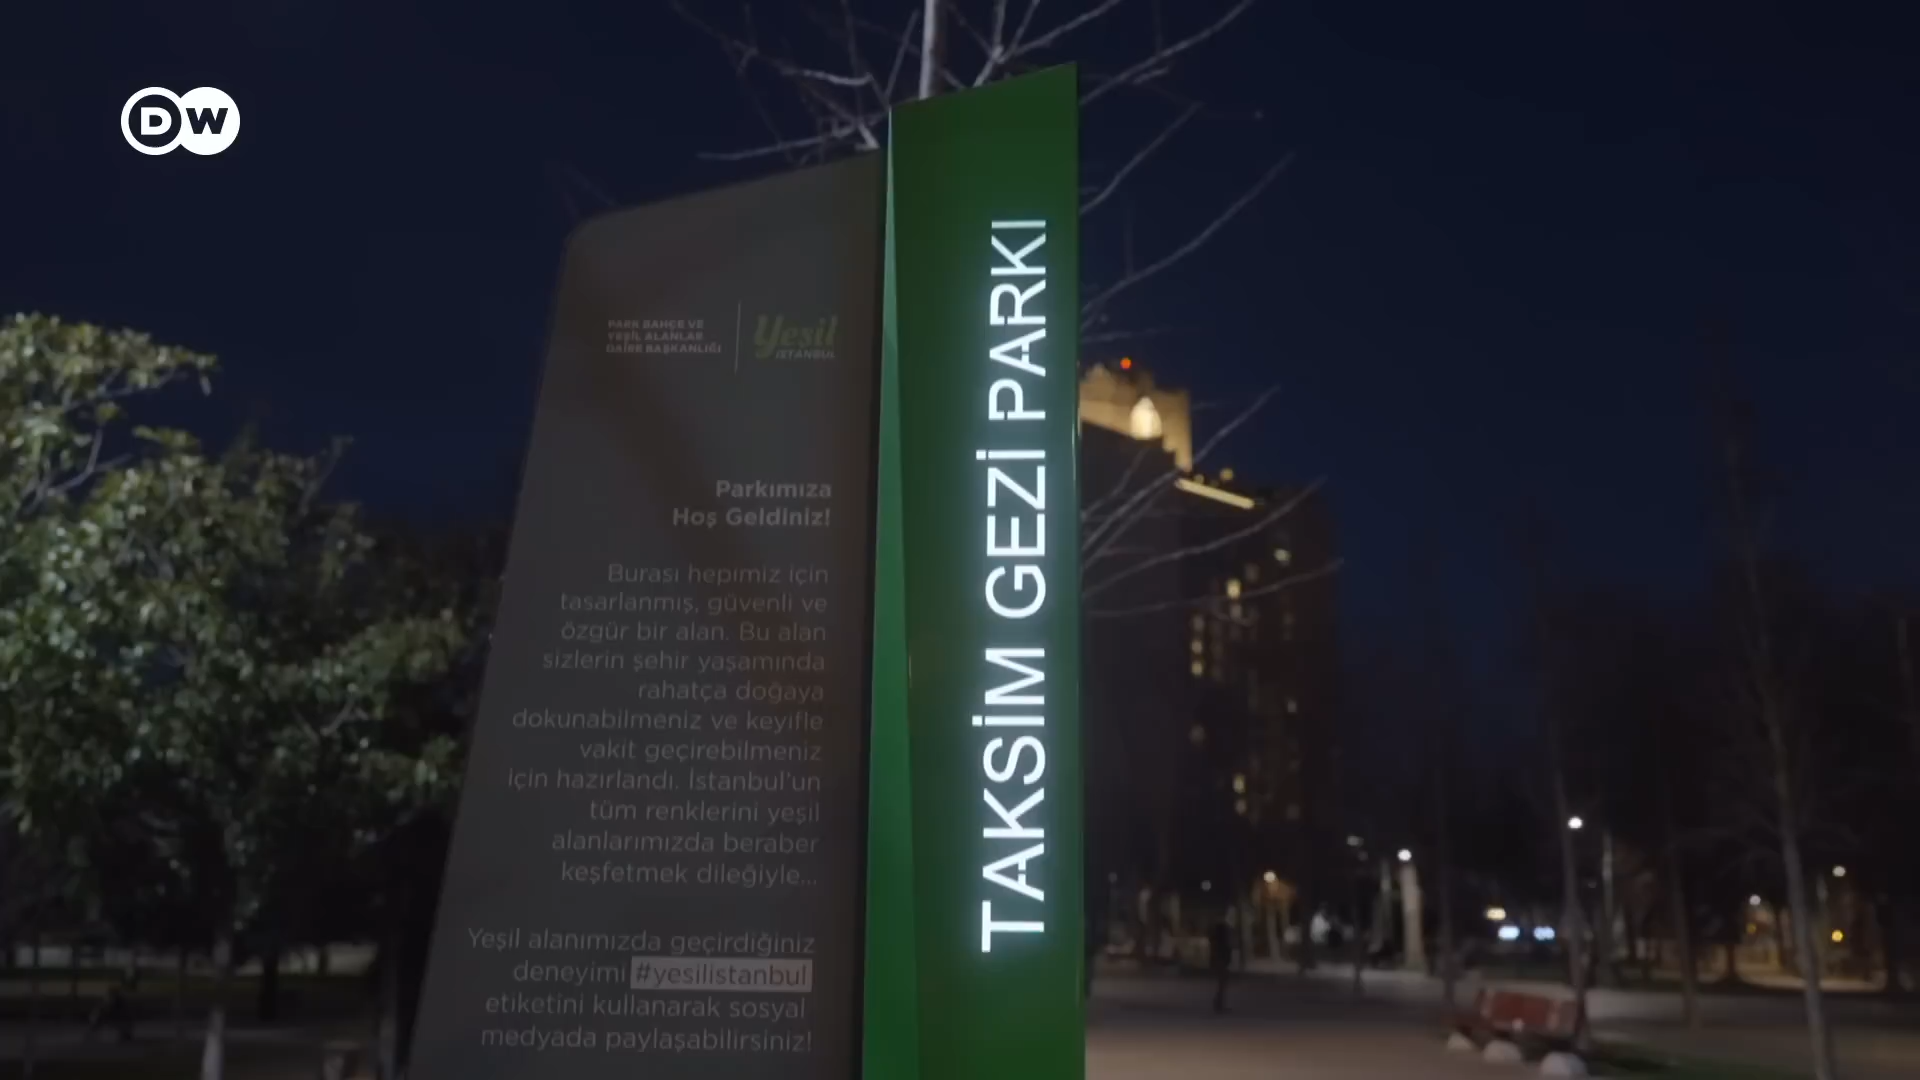 DW
PARK BAHÇE VE
YEŞİL ALANLAR
DAİRE BAŞKANLIĞI
Yeşil
İSTANBUL
Parkımıza
Hoş Geldiniz!
Burası hepimiz için
tasarlanmış, güvenli ve
özgür bir alan. Bu alan
sizlerin şehir yaşamında
rahatça doğaya
dokunabilmeniz ve keyifle
vakit geçirebilmeniz
için hazırlandı. İstanbul'un
tüm renklerini yeşil
alanlarımızda beraber
keşfetmek dileğiyle...
Yeşil alanımızda geçirdiğiniz
deneyimi #yesilistanbul
etiketini kullanarak sosyal
medyada paylaşabilirsiniz!
TAKSİM GEZİ PARKI